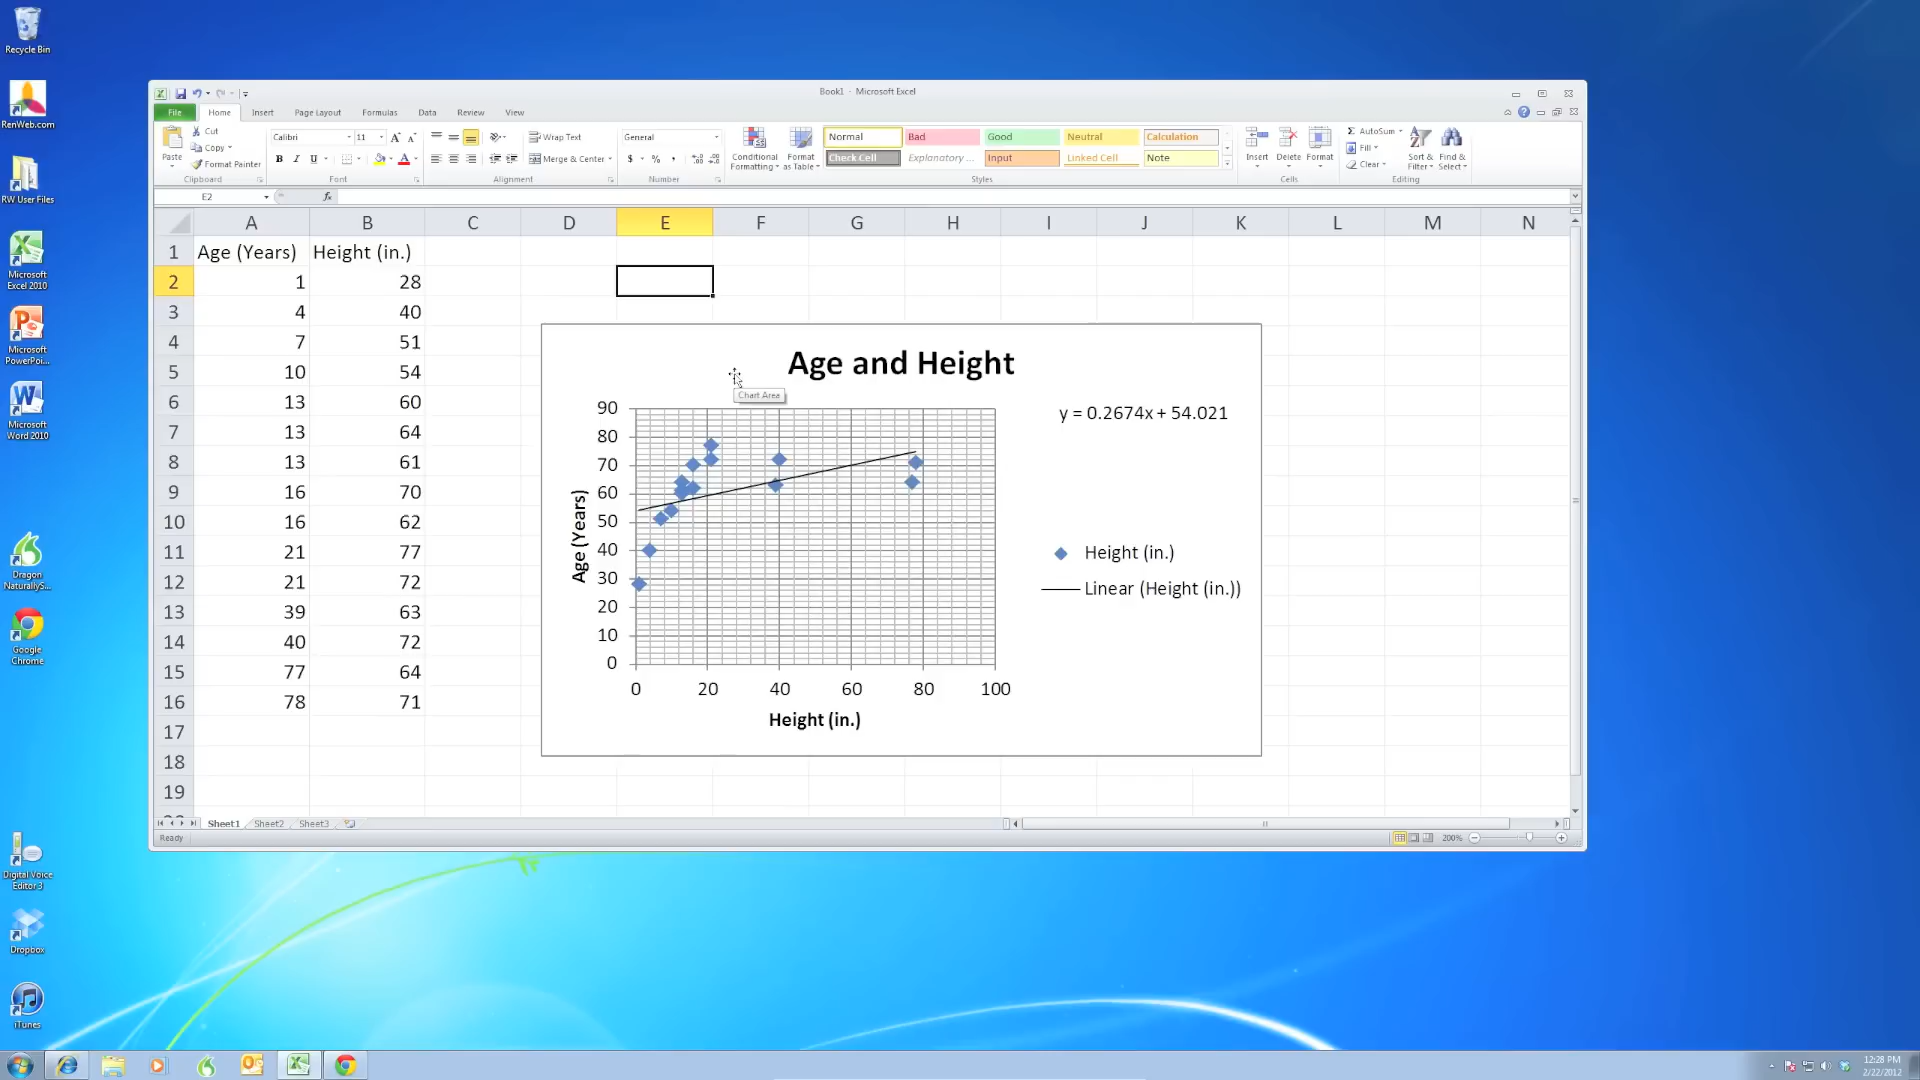 Recycle Bin
RenWeb.com
RW User Files
Microsoft
Excel 2010
Microsoft
PowerPoi...
Microsoft
Word 2010
Dragon
NaturallyS...
Google
Chrome
Digital Voice
Editor 3
Dropbox
iTunes
Book1 - Microsoft Excel
File Home Insert Page Layout Formulas Data Review View
Paste
Cut
Copy
Format Painter
Clipboard
Calibri 11
B I U
Font
Wrap Text
Merge & Center
Alignment
General
$ % ,
Number
Conditional
Formatting
Format
as Table
Normal Bad Good Neutral Calculation
Check Cell Explanatory ... Input Linked Cell Note
Styles
Insert Delete Format
Cells
AutoSum
Fill
Clear
Sort &
Filter
Find &
Select
Editing
E2 fx
A B C D E F G H I J K L M N
1 Age (Years) Height (in.)
2 1 28
3 4 40
4 7 51
5 10 54
6 13 60
7 13 64
8 13 61
9 16 70
10 16 62
11 21 77
12 21 72
13 39 63
14 40 72
15 77 64
16 78 71
17
18
19
Age and Height
Chart Area
y = 0.2674x + 54.021
Age (Years)
90
80
70
60
50
40
30
20
10
0
0 20 40 60 80 100
Height (in.)
Height (in.)
Linear (Height (in.))
Sheet1 Sheet2 Sheet3
Ready
200%
12:28 PM
2/22/2012